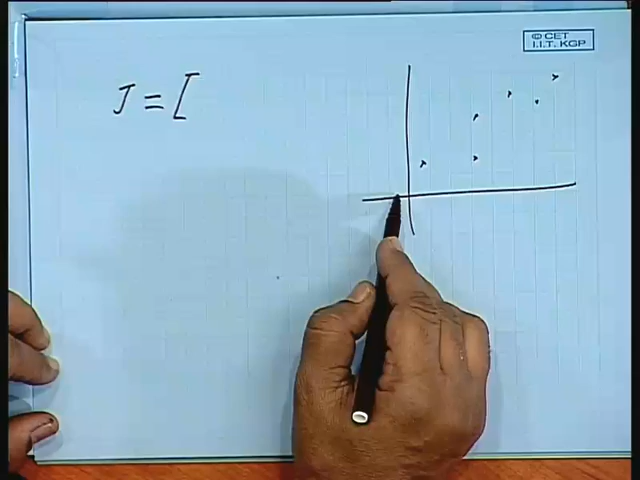 © CET
I.I.T. KGP
J = [